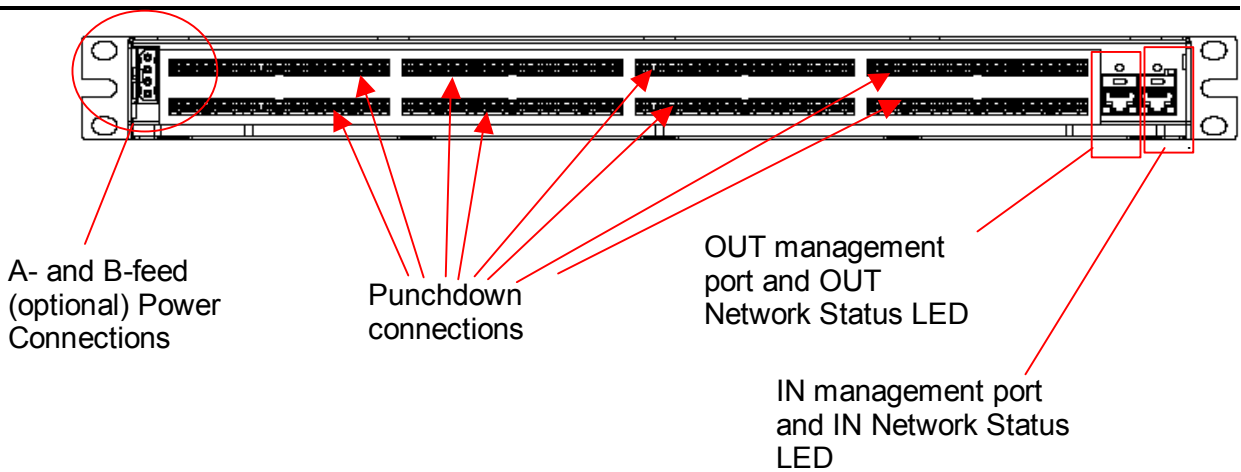 A- and B-feed
(optional) Power
Connections
Punchdown
connections
OUT management
port and OUT
Network Status LED
IN management port
and IN Network Status
LED